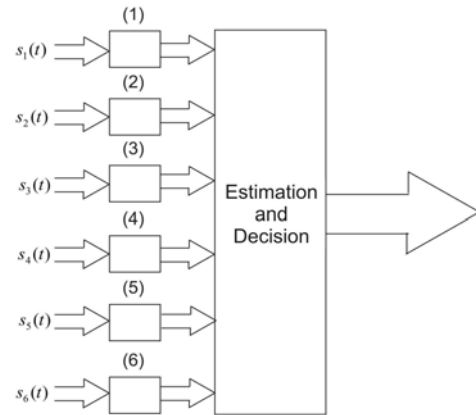 (1)
s₁(t)
(2)
s₂(t)
(3)
s₃(t)
Estimation
and
Decision
(4)
s₄(t)
(5)
s₅(t)
(6)
s₆(t)